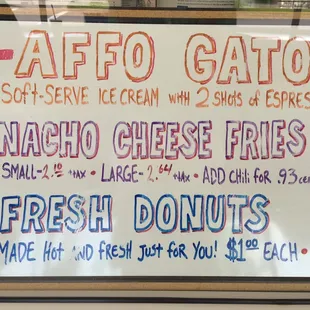 -AFFO GATO
SOFT-SERVE ICE CREAM WITH 2 SHOTS OF ESPRES
NACHO CHEESE FRIES
SMALL-2.10 +TAX • LARGE-2.64 +TAX • ADD CHili foR .93 cen
FRESH DONUTS
MADE HoT AND FRESH JUST foR You! $1.00 EACH •